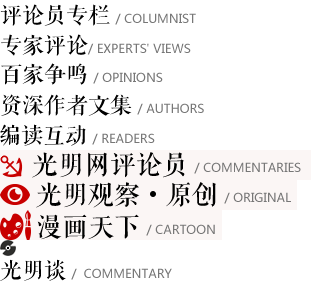 评论员专栏 / COLUMNIST
专家评论/ EXPERTS' VIEWS
百家争鸣 / OPINIONS
资深作者文集 / AUTHORS
编读互动 / READERS
光明网评论员 / COMMENTARIES
光明观察·原创 / ORIGINAL
漫画天下 / CARTOON
光明谈 / COMMENTARY